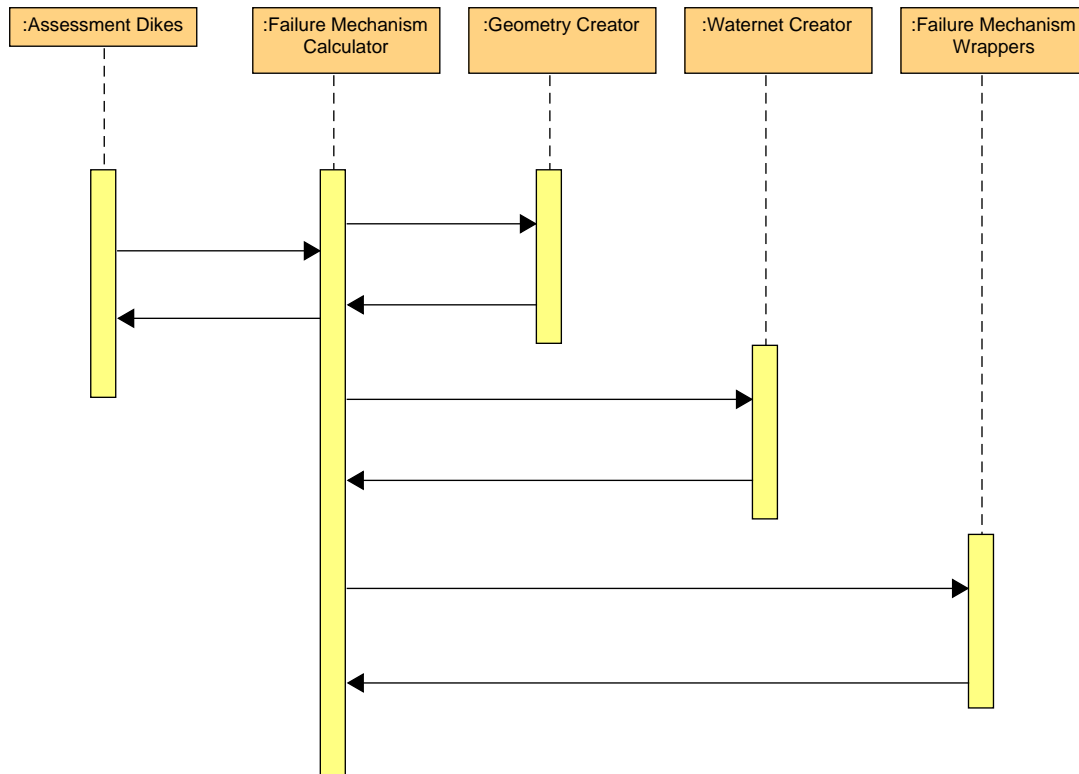 :Assessment Dikes
:Failure Mechanism
Calculator
:Geometry Creator
:Waternet Creator
:Failure Mechanism
Wrappers